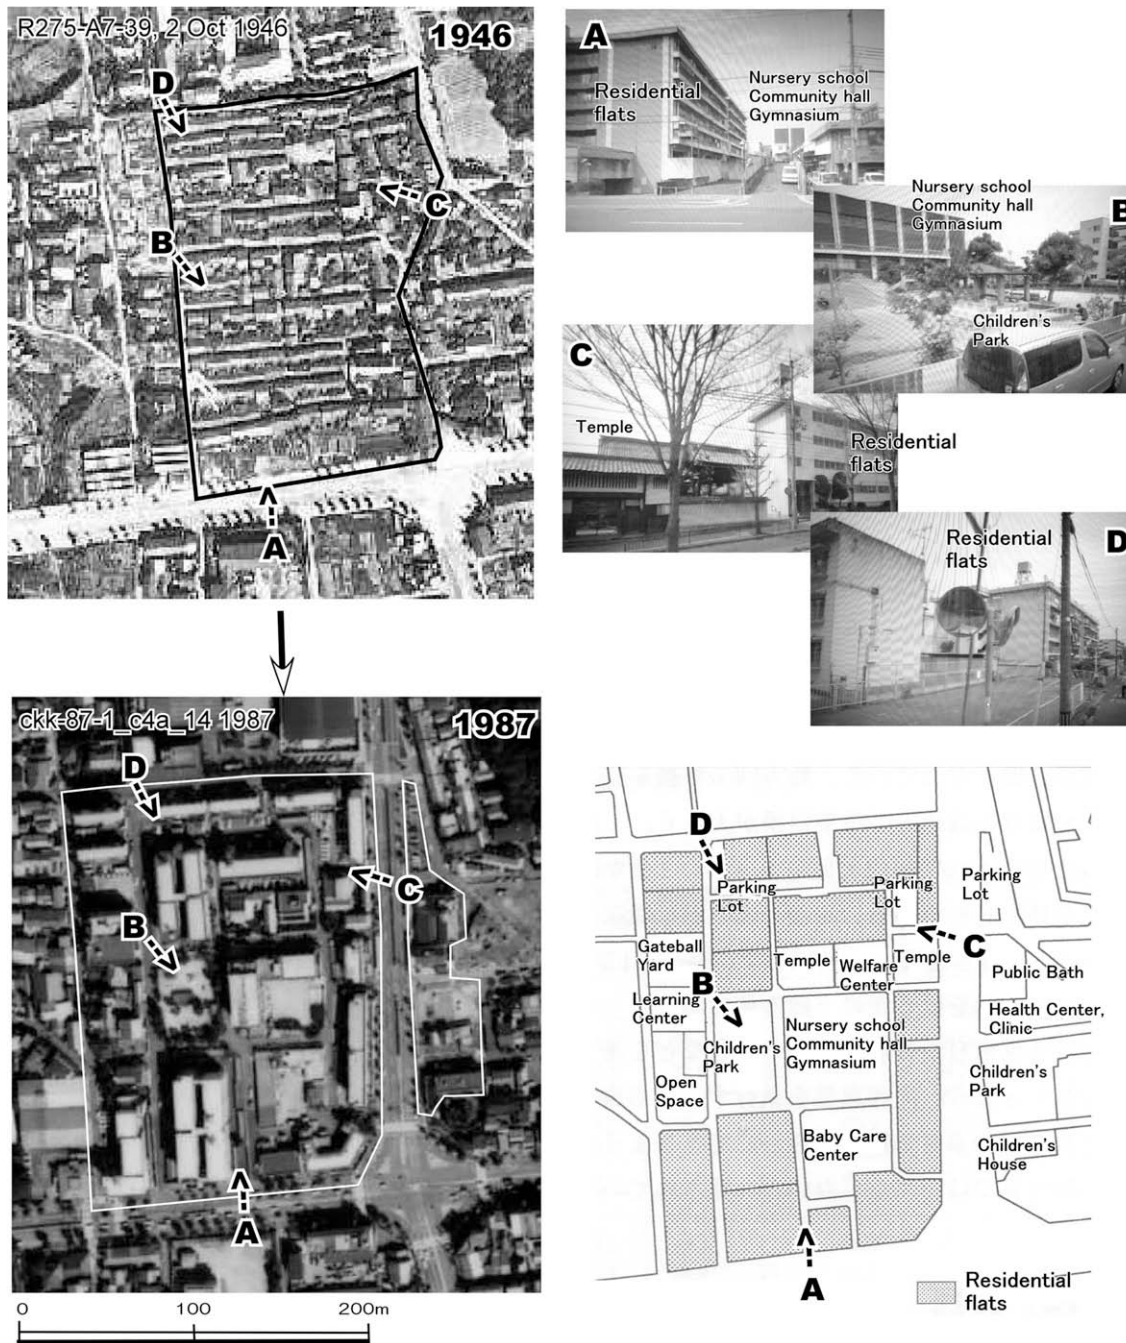 R275-A7-39, 2 Oct 1946
1946
D
B
C
A
A
Residential
flats
Nursery school
Community hall
Gymnasium
Nursery school
Community hall
Gymnasium
B
Children's
Park
C
Temple
Residential
flats
Residential
flats
D
ckk-87-1_c4a_14 1987
1987
D
C
B
A
0 100 200m
D
Parking
Lot
Parking
Lot
Parking
Lot
C
Gateball
Yard
Temple
Welfare
Center
Temple
Public Bath
B
Learning
Center
Health Center,
Clinic
Children's
Park
Nursery school
Community hall
Gymnasium
Open
Space
Children's
Park
Baby Care
Center
Children's
House
A
Residential
flats